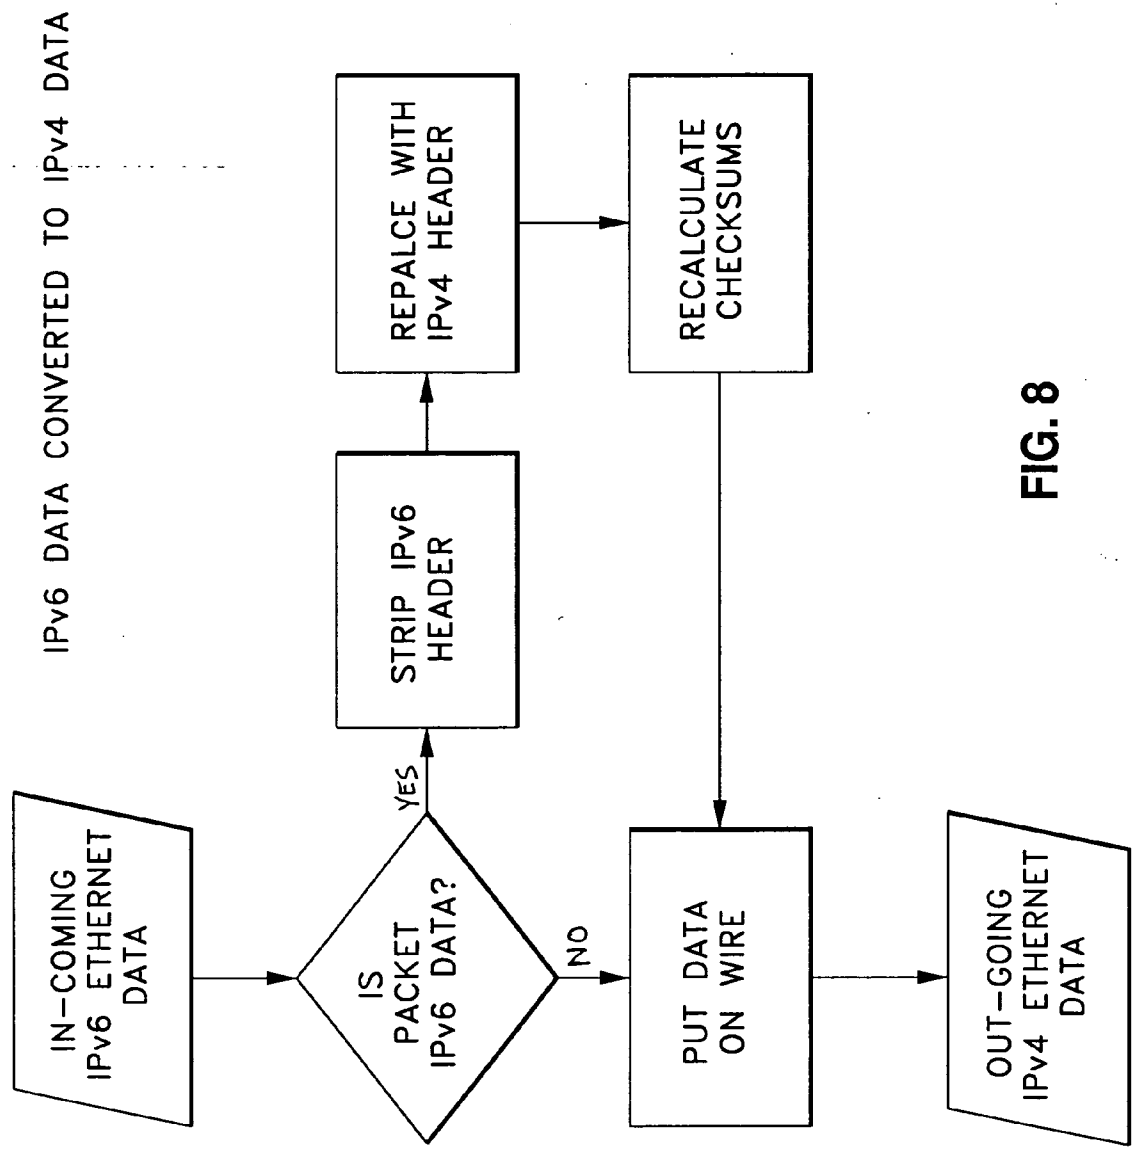 IPv6 DATA CONVERTED TO IPv4 DATA
IN-COMING
IPv6 ETHERNET
DATA
IS
PACKET
IPv6 DATA?
YES
STRIP IPv6
HEADER
REPALCE WITH
IPv4 HEADER
RECALCULATE
CHECKSUMS
NO
PUT DATA
ON WIRE
OUT-GOING
IPv4 ETHERNET
DATA
FIG. 8